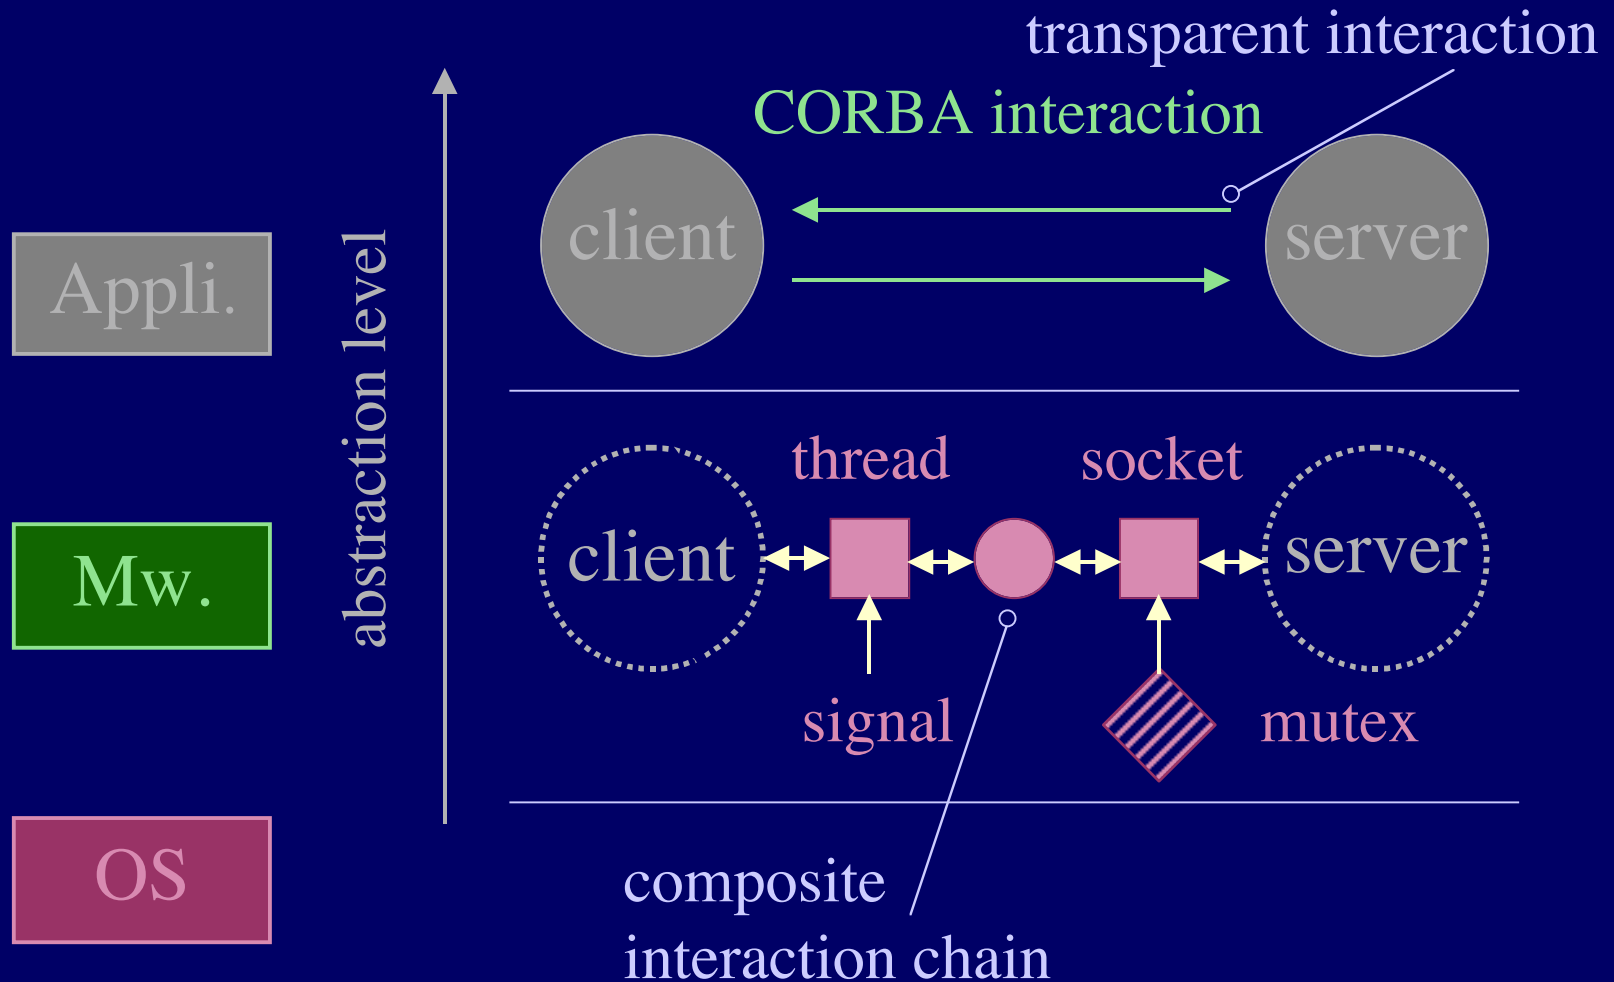 transparent interaction
CORBA interaction
client
server
Appli.
abstraction level
thread
socket
client
server
Mw.
signal
mutex
OS
composite
interaction chain